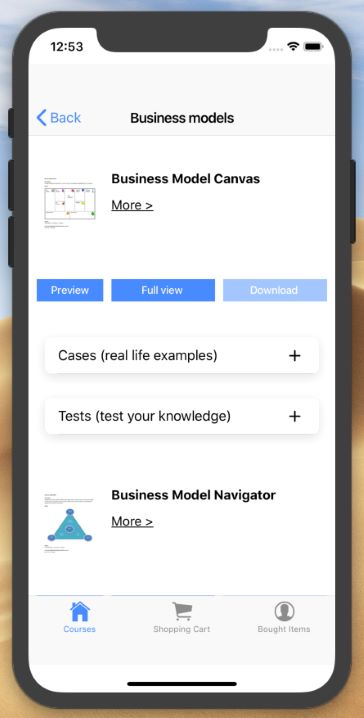 12:53
Back
Business models
Business Model Canvas
More >
Preview
Full view
Download
Cases (real life examples)
+
Tests (test your knowledge)
+
Business Model Navigator
More >
Courses
Shopping Cart
Bought Items